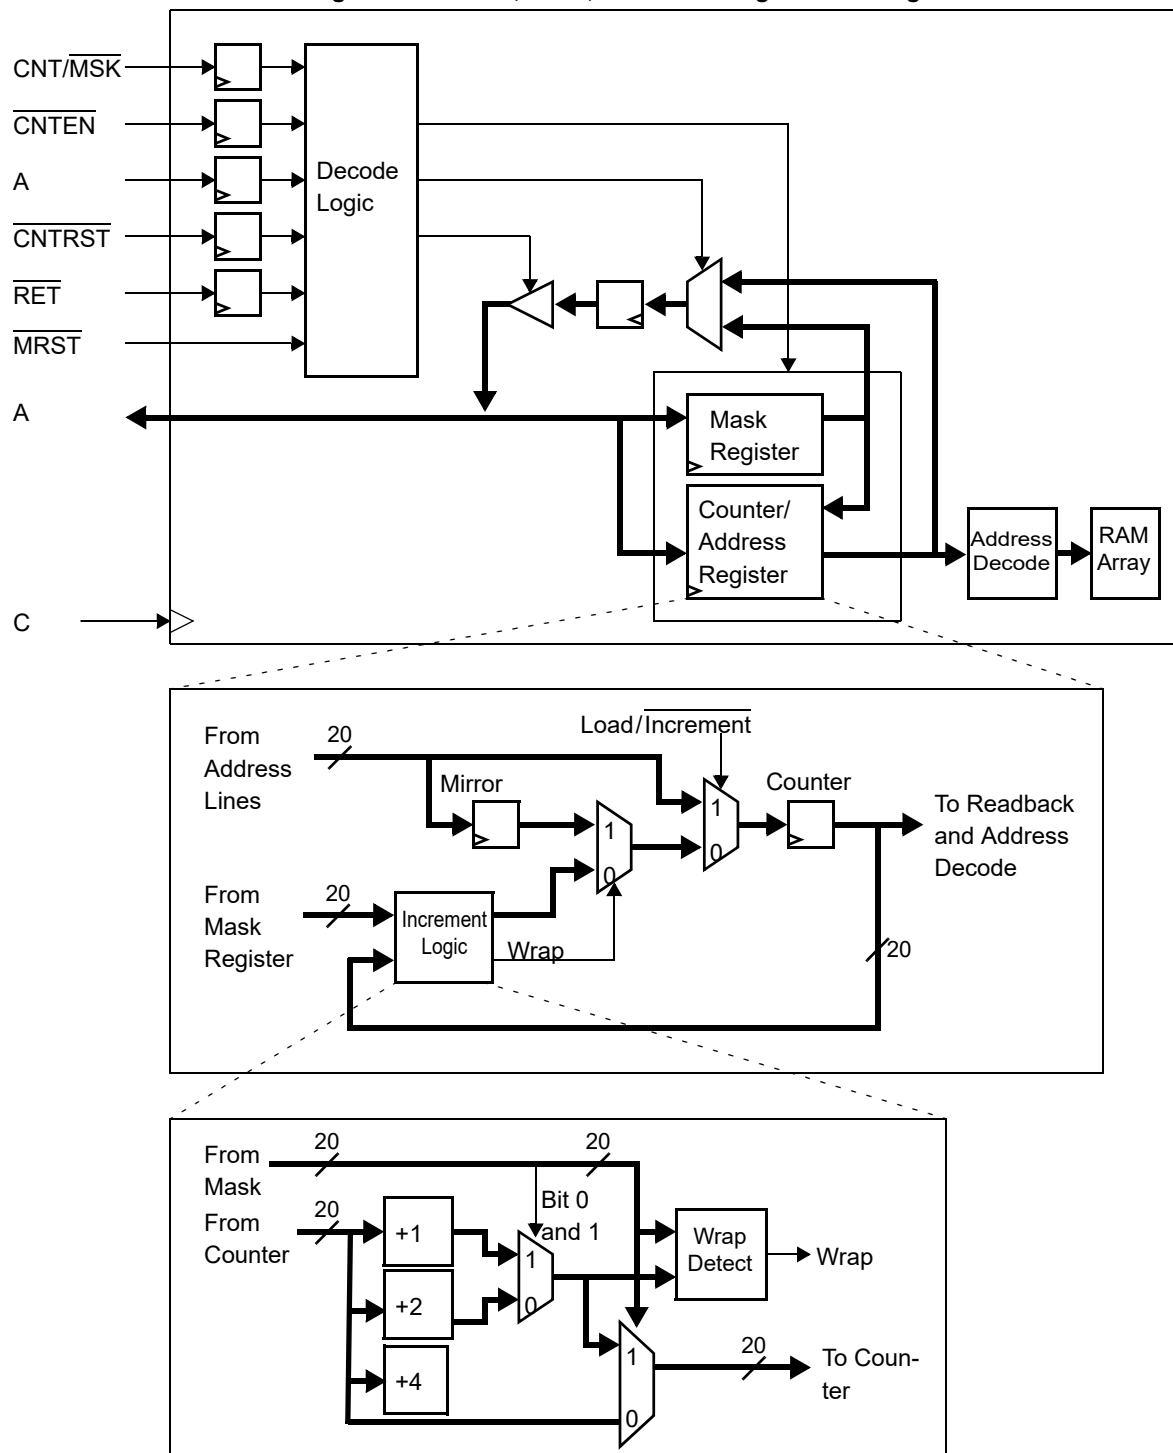 CNT/MSK
CNTEN
A
CNTRST
RET
MRST
A
C
Decode
Logic
Mask
Register
Counter/
Address
Register
Address
Decode
RAM
Array
From
Address
Lines
20
Mirror
Load/Increment
1
0
1
0
Counter
To Readback
and Address
Decode
From
Mask
Register
20
Increment
Logic
Wrap
20
From
Mask
20
20
Bit 0
and 1
From
Counter
20
+1
+2
+4
1
0
Wrap
Detect
Wrap
1
0
20
To Coun-
ter